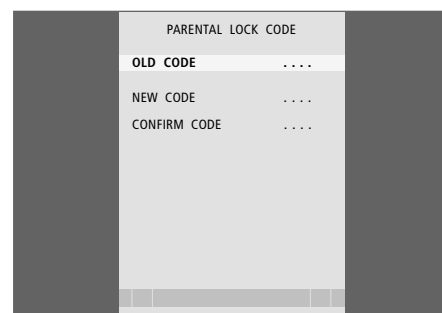 PARENTAL LOCK CODE
OLD CODE ....
NEW CODE ....
CONFIRM CODE ....